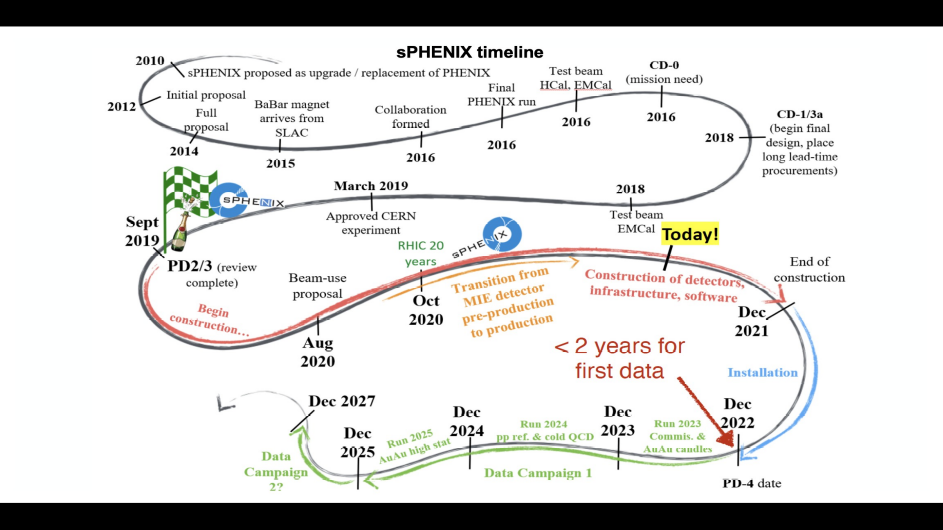 sPHENIX timeline
2010
sPHENIX proposed as upgrade / replacement of PHENIX
2012
Initial proposal
Full
proposal
2014
BaBar magnet
arrives from
SLAC
2015
Collaboration
formed
2016
Final
PHENIX run
2016
Test beam
HCal, EMCal
2016
CD-0
(mission need)
2016
2018
CD-1/3a
(begin final
design, place
long lead-time
procurements)
2018
Test beam
EMCal
March 2019
Approved CERN
experiment
sPHENIX
Sept
2019
PD2/3 (review
complete)
Begin
construction...
Beam-use
proposal
Aug
2020
RHIC 20
years
Oct
2020
sPHENIX
Transition from
MIE detector
pre-production
to production
Today!
Construction of detectors,
infrastructure, software
End of
construction
Dec
2021
Installation
< 2 years for
first data
Dec
2022
PD-4 date
Run 2023
Commis. &
AuAu candles
Dec
2023
Run 2024
pp ref. & cold QCD
Data Campaign 1
Dec
2024
Run 2025
AuAu high stat
Dec
2025
Data
Campaign
2?
Dec 2027